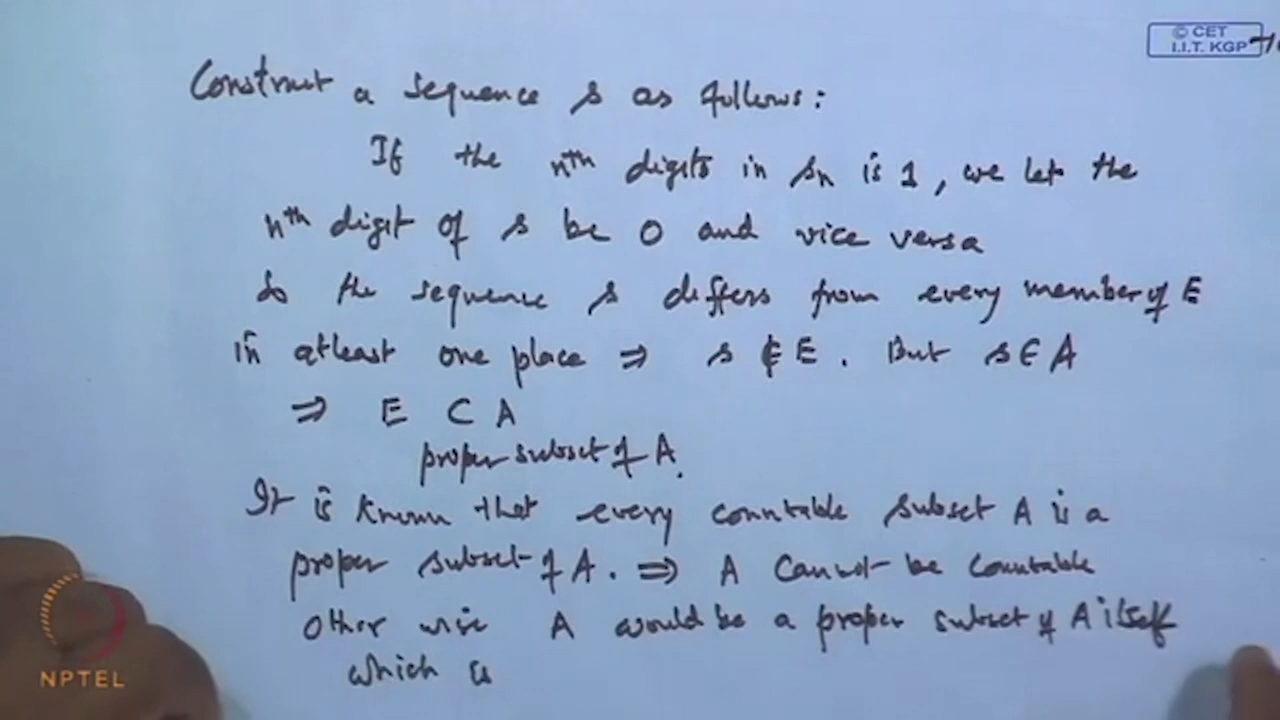 © CET
I.I.T. KGP
Construct a sequence s as follows:
If the nth digits in sn is 1, we let the
nth digit of s be 0 and vice versa
So the sequence s differs from every member of E
in atleast one place ⇒ s ∉ E. But s ∈ A
⇒ E ⊂ A
proper subset of A.
It is known that every countable subset A is a
proper subset of A. ⇒ A cannot be countable
other wise A would be a proper subset of A itself
which is
NPTEL